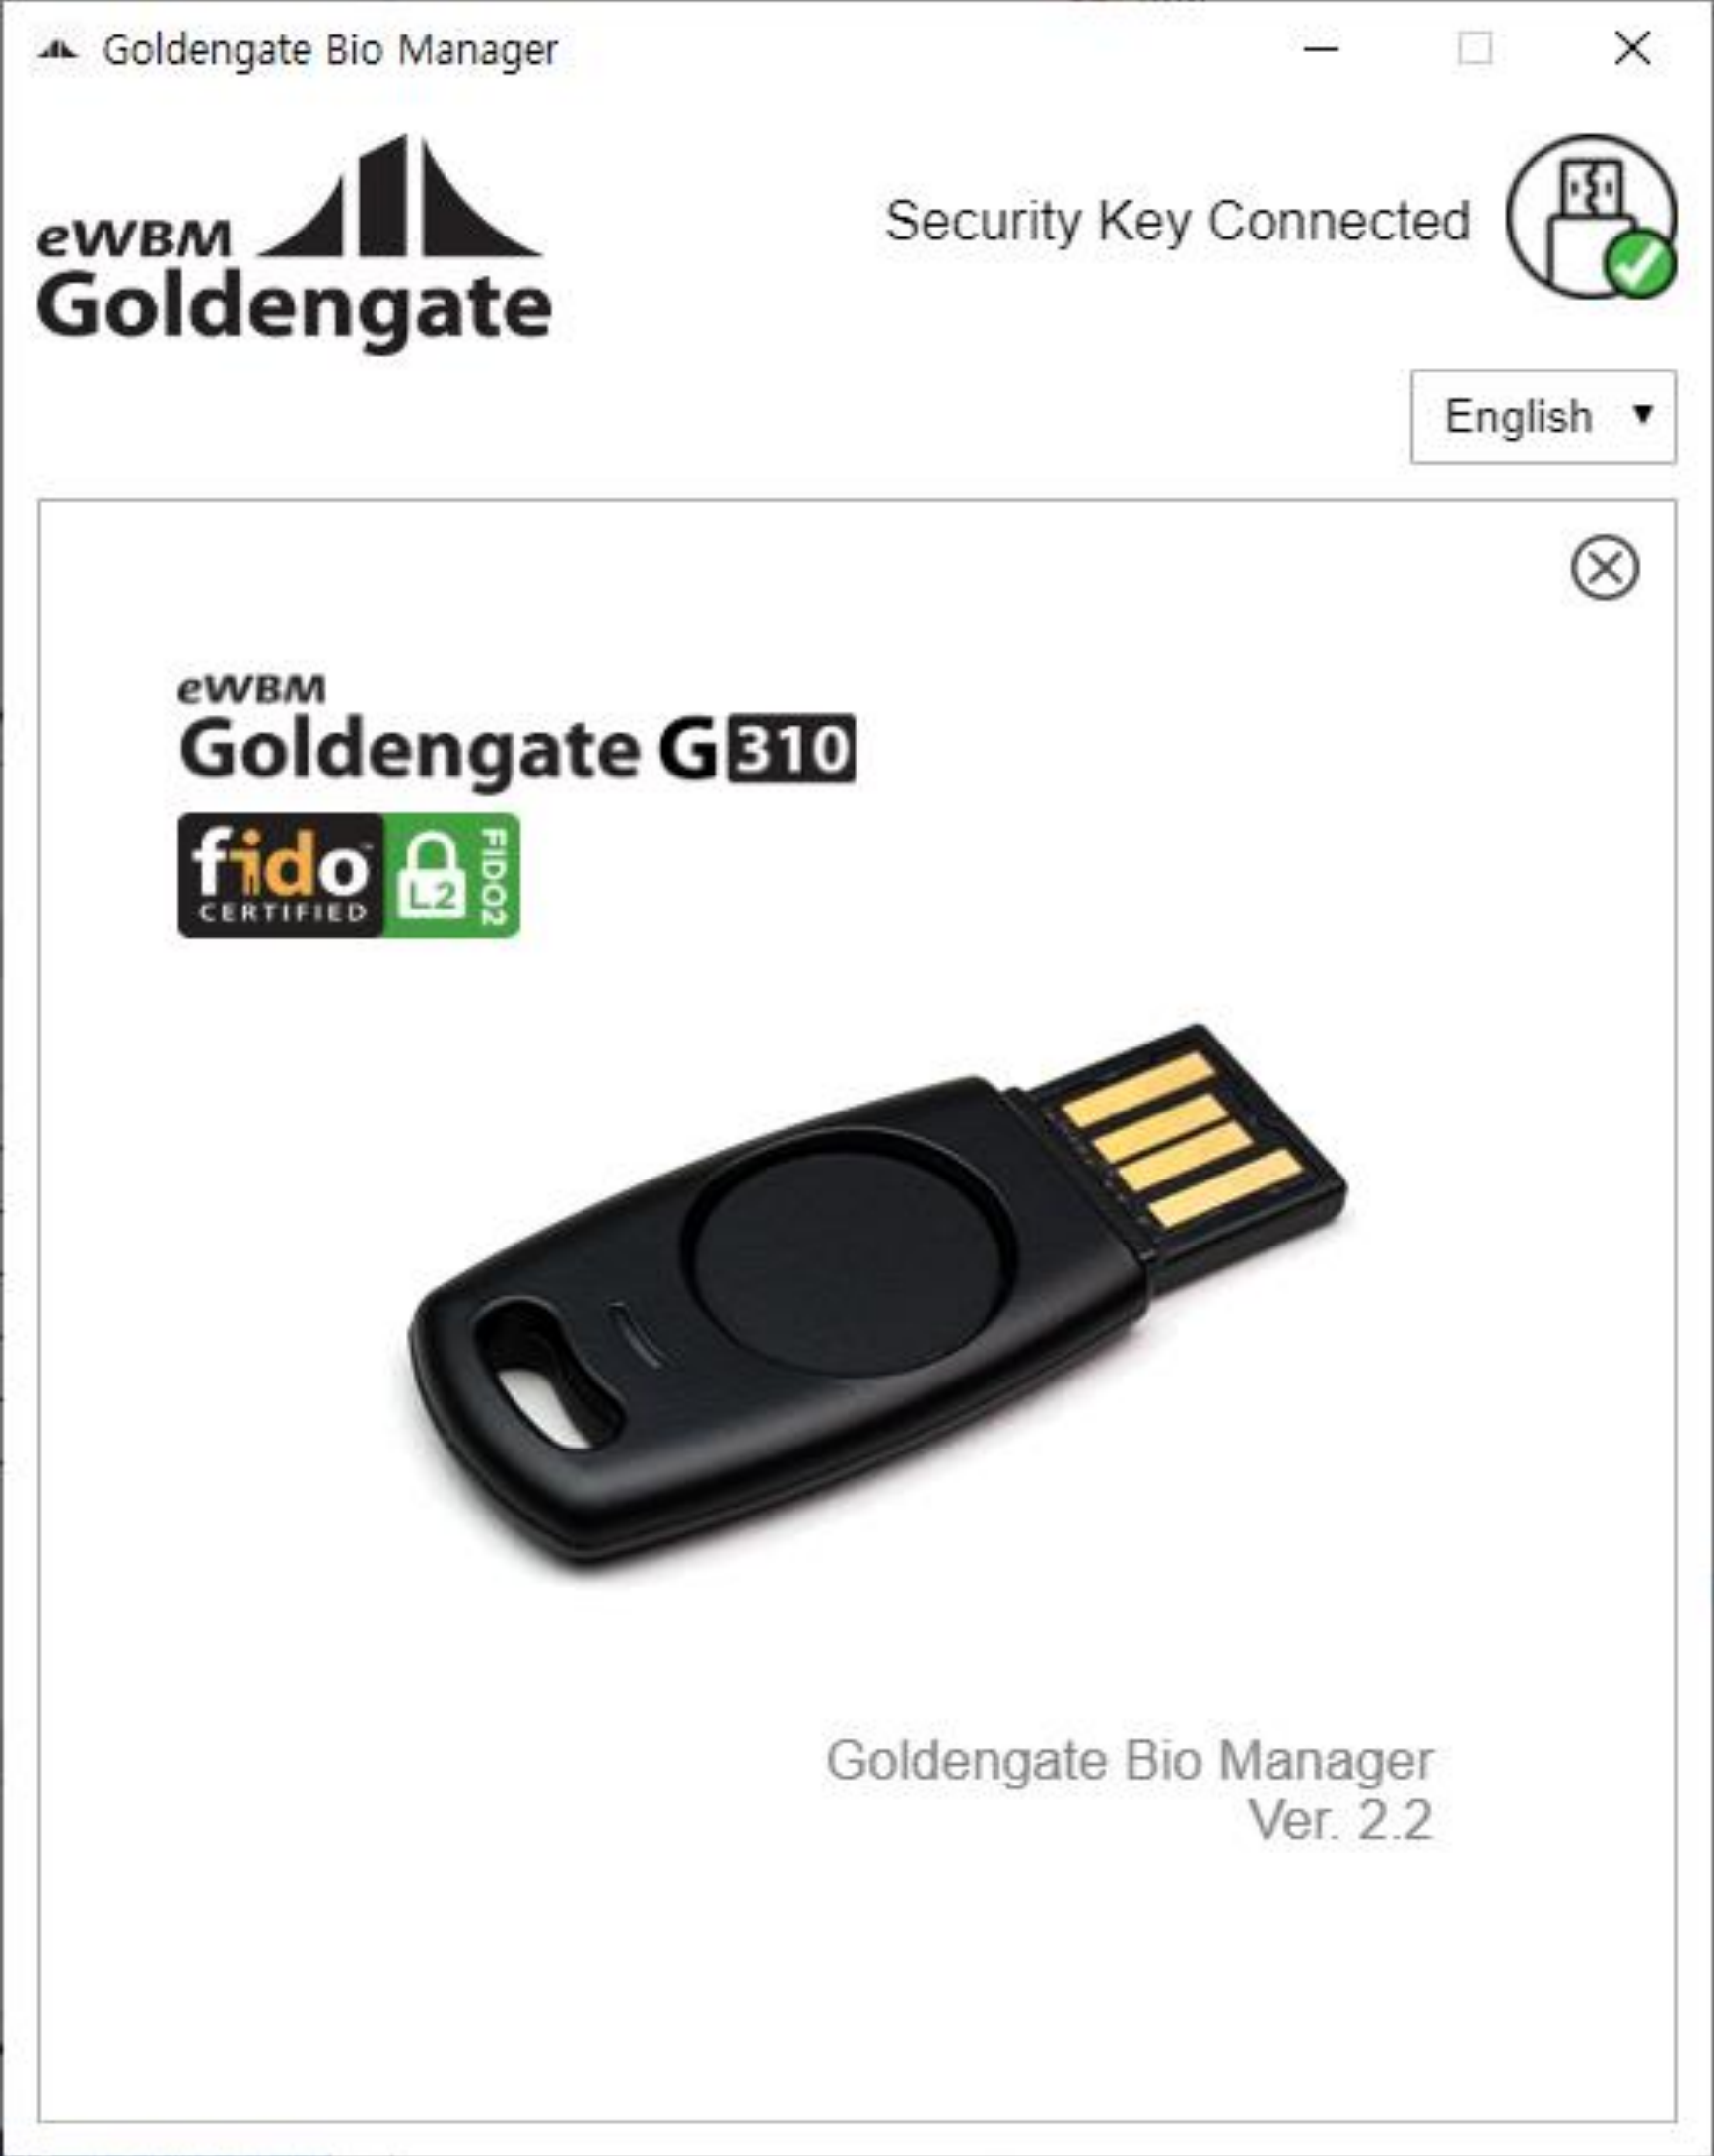 Goldengate Bio Manager
eWBM
Goldengate
Security Key Connected
English
eWBM
Goldengate G310
fido
CERTIFIED
L2
FIDO2
Goldengate Bio Manager
Ver. 2.2